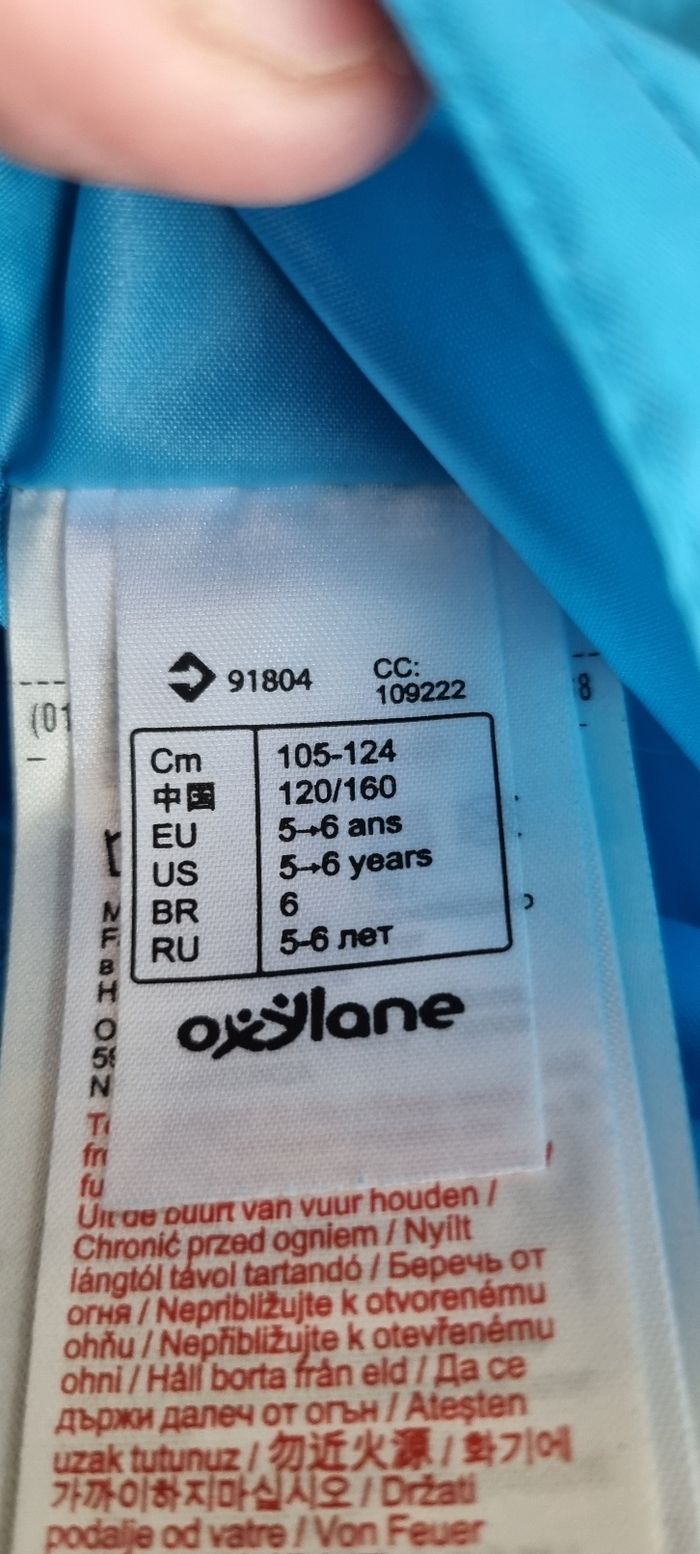 91804
CC:
109222
Cm 105-124
中国 120/160
EU 5→6 ans
US 5→6 years
BR 6
RU 5-6 лет
oxylane
(01
8
M
F
B
H
O
N
fu
Uit de buurt van vuur houden /
Chronić przed ogniem / Nyílt
lángtól távol tartandó / Беречь от
огня / Nepribližujte k otvorenému
ohňu / Nepřibližujte k otevřenému
ohni / Håll borta från eld / Да се
държи далеч от огън / Ateşten
uzak tutunuz / 勿近火源 / 화기에
가까이하지마십시오 / Držati
podalje od vatre / Von Feuer